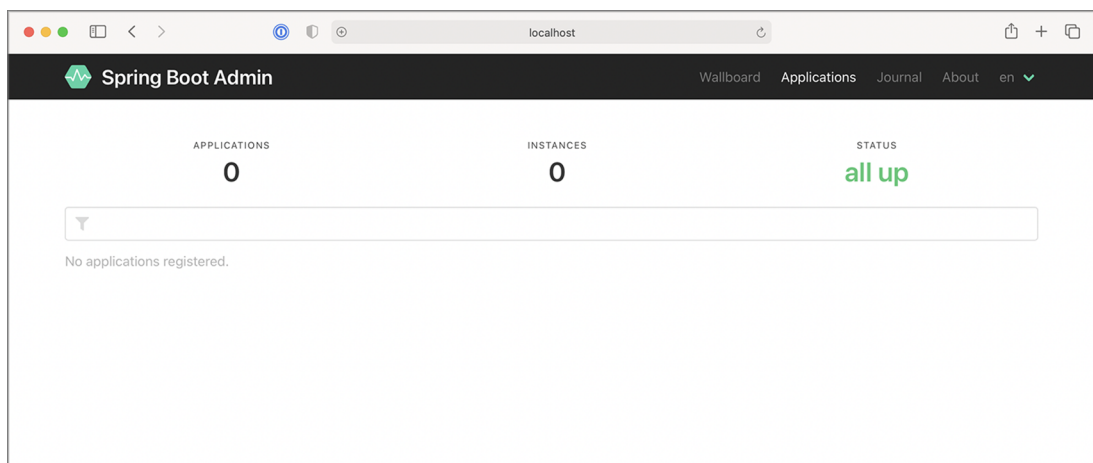 localhost
Spring Boot Admin Wallboard Applications Journal About en
APPLICATIONS INSTANCES STATUS
0 0 all up
No applications registered.